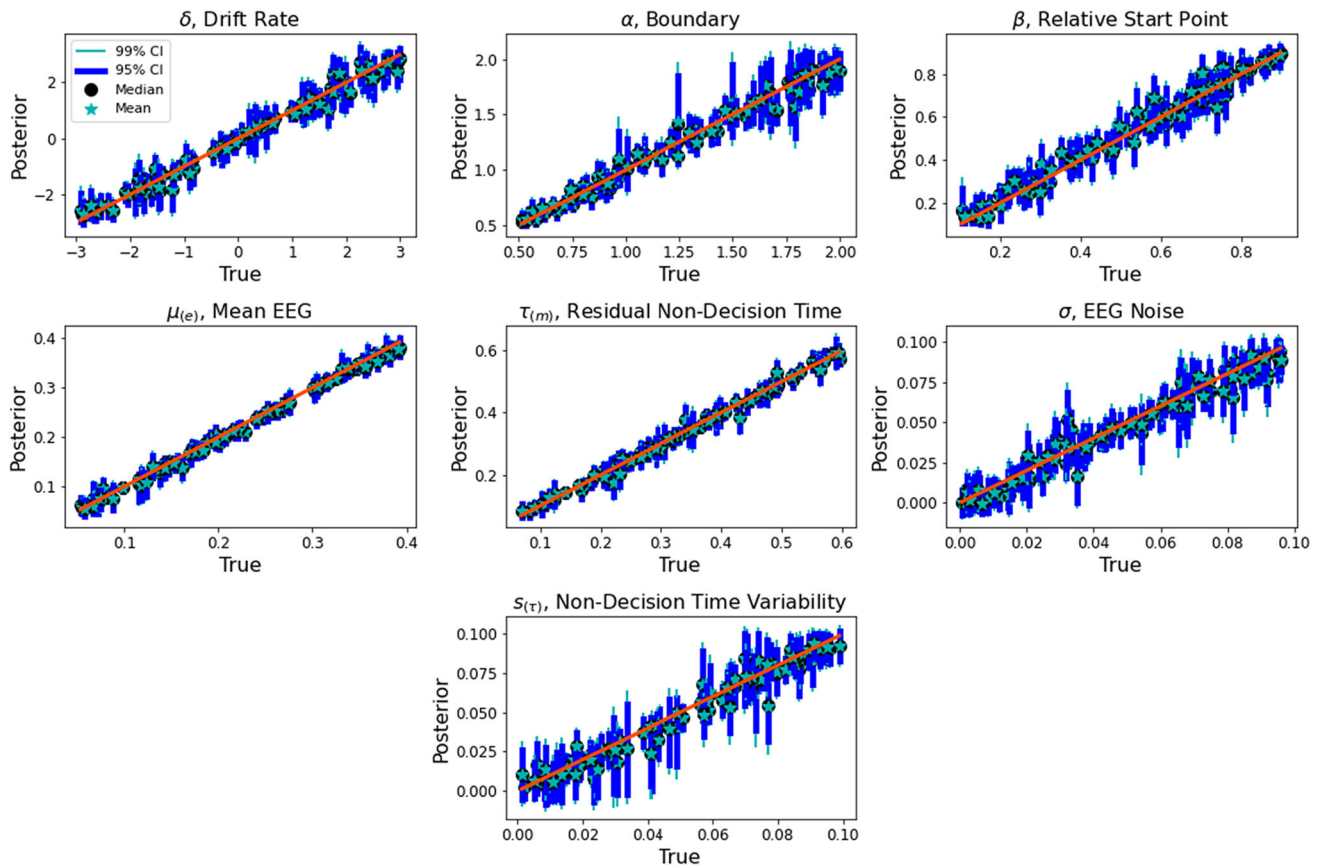 δ, Drift Rate
99% CI
95% CI
Median
Mean
Posterior
2
0
−2
−3 −2 −1 0 1 2 3
True
α, Boundary
Posterior
2.0
1.5
1.0
0.5
0.50 0.75 1.00 1.25 1.50 1.75 2.00
True
β, Relative Start Point
Posterior
0.8
0.6
0.4
0.2
0.2 0.4 0.6 0.8
True
μ(e), Mean EEG
Posterior
0.4
0.3
0.2
0.1
0.1 0.2 0.3 0.4
True
τ(m), Residual Non-Decision Time
Posterior
0.6
0.4
0.2
0.1 0.2 0.3 0.4 0.5 0.6
True
σ, EEG Noise
Posterior
0.100
0.075
0.050
0.025
0.000
0.00 0.02 0.04 0.06 0.08 0.10
True
s(τ), Non-Decision Time Variability
Posterior
0.100
0.075
0.050
0.025
0.000
0.00 0.02 0.04 0.06 0.08 0.10
True